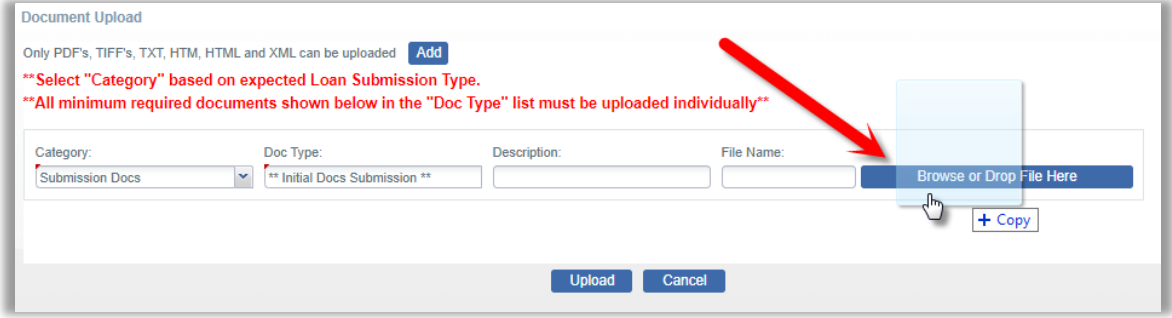 Document Upload
Only PDF's, TIFF's, TXT, HTM, HTML and XML can be uploaded Add
**Select "Category" based on expected Loan Submission Type.
**All minimum required documents shown below in the "Doc Type" list must be uploaded individually**
Category: Doc Type: Description: File Name:
Submission Docs ** Initial Docs Submission ** Browse or Drop File Here
+ Copy
Upload Cancel